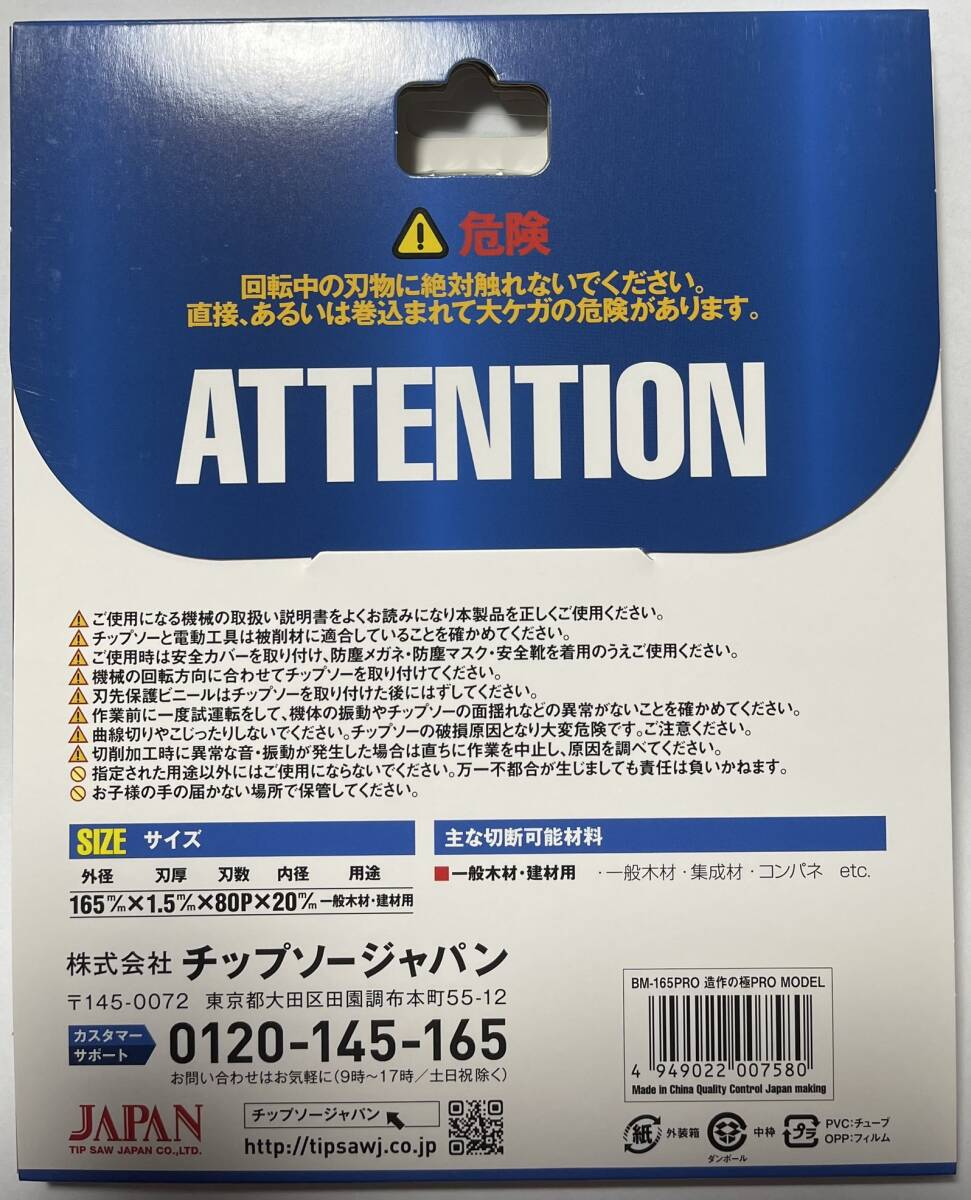 危険
回転中の刃物に絶対触れないでください。
直接、あるいは巻込まれて大ケガの危険があります。
ATTENTION
ご使用になる機械の取扱い説明書をよくお読みになり本製品を正しくご使用ください。
チップソーと電動工具は被削材に適合していることを確かめてください。
ご使用時は安全カバーを取り付け、防塵メガネ・防塵マスク・安全靴を着用のうえご使用ください。
機械の回転方向に合わせてチップソーを取り付けてください。
刃先保護ビニールはチップソーを取り付けた後にはずしてください。
作業前に一度試運転をして、機体の振動やチップソーの面揺れなどの異常がないことを確かめてください。
曲線切りやこじったりしないでください。チップソーの破損原因となり大変危険です。ご注意ください。
切削加工時に異常な音・振動が発生した場合は直ちに作業を中止し、原因を調べてください。
指定された用途以外にはご使用にならないでください。万一不都合が生じましても責任は負いかねます。
お子様の手の届かない場所で保管してください。
SIZE サイズ
外径 刃厚 刃数 内径 用途
165m/m×1.5m/m×80P×20m/m 一般木材・建材用
主な切断可能材料
■一般木材・建材用 ・一般木材・集成材・コンパネ etc.
株式会社 チップソージャパン
〒145-0072 東京都大田区田園調布本町55-12
カスタマーサポート 0120-145-165
お問い合わせはお気軽に(9時〜17時/土日祝除く)
JAPAN
TIP SAW JAPAN CO.,LTD.
チップソージャパン
http://tipsawj.co.jp
BM-165PRO 造作の極PRO MODEL
4 949022 007580
Made in China Quality Control Japan making
紙 外装箱
ダンボール 中枠
プラ PVC:チューブ
OPP:フィルム